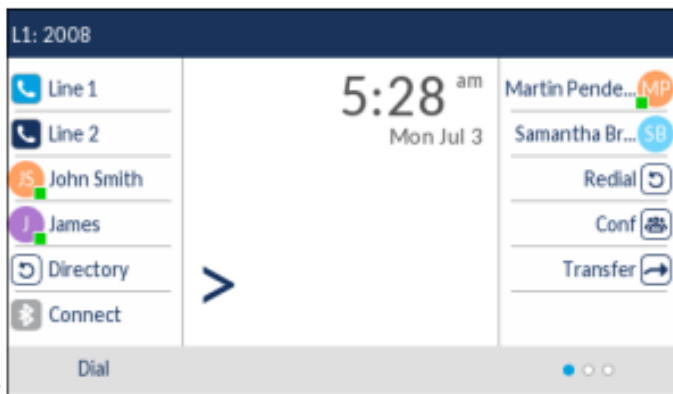 L1: 2008
Line 1
Line 2
JS John Smith
J James
Directory
Connect
5:28 am
Mon Jul 3
>
Martin Pende... MP
Samantha Br... SB
Redial
Conf
Transfer
Dial